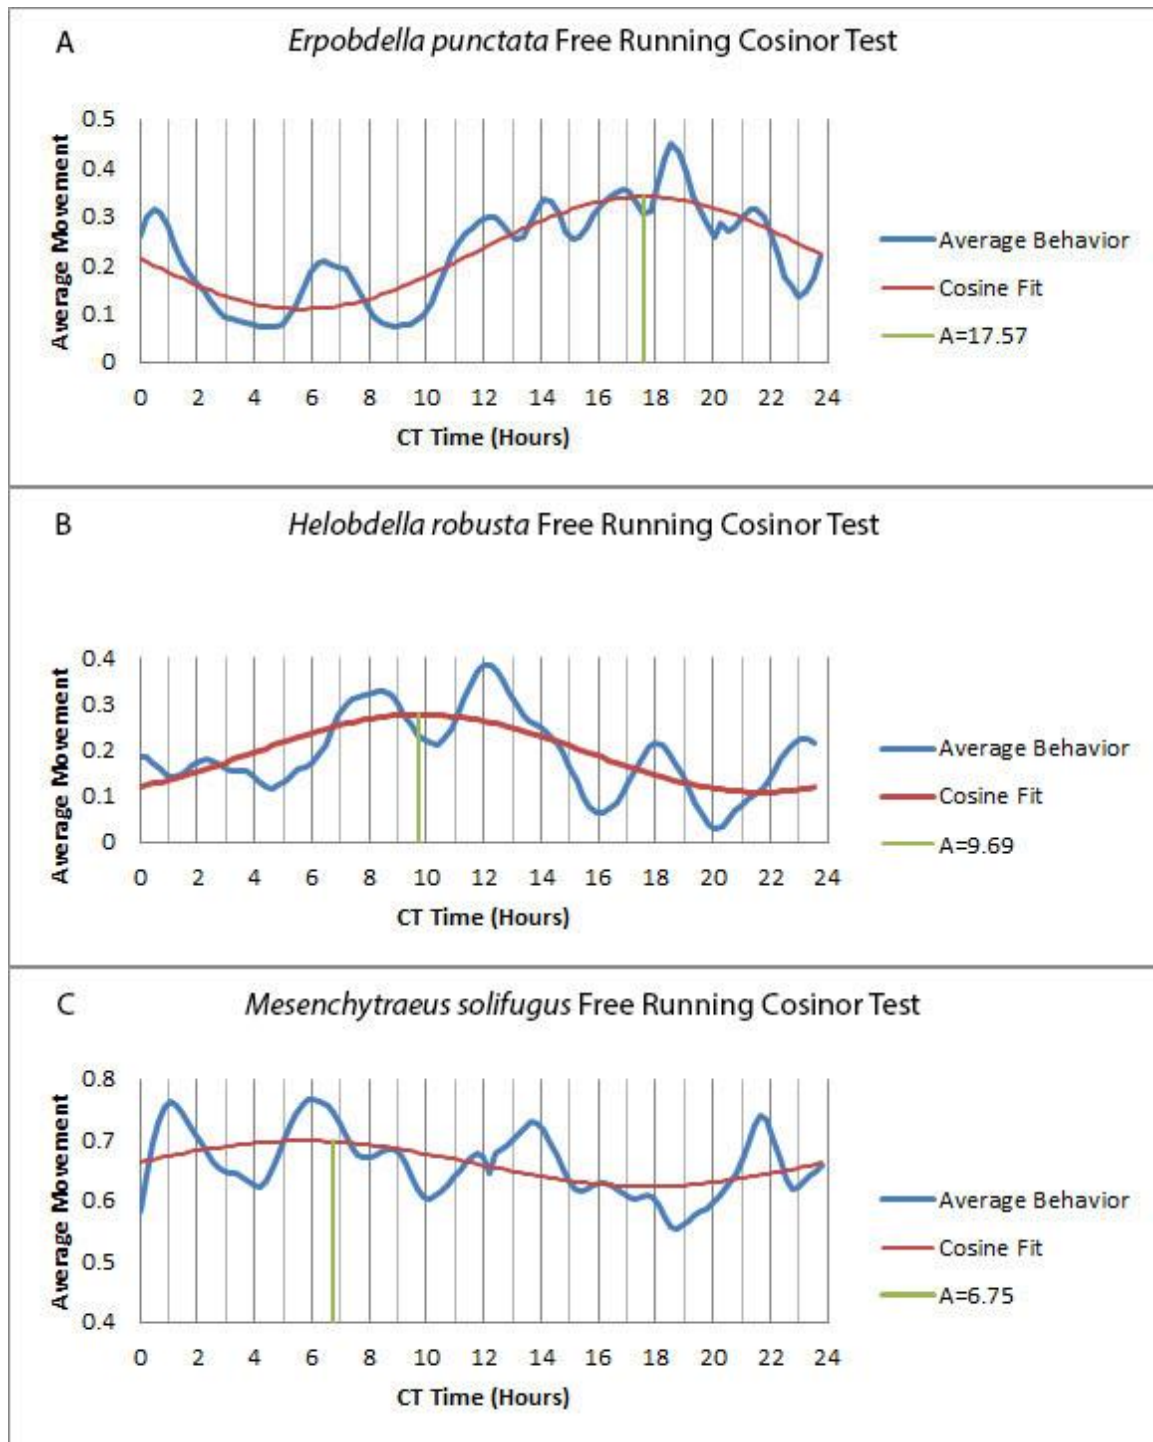 A
Erpobdella punctata Free Running Cosinor Test
Average Movement
0.5
0.4
0.3
0.2
0.1
0
0 2 4 6 8 10 12 14 16 18 20 22 24
CT Time (Hours)
Average Behavior
Cosine Fit
A=17.57
B
Helobdella robusta Free Running Cosinor Test
Average Movement
0.4
0.3
0.2
0.1
0
0 2 4 6 8 10 12 14 16 18 20 22 24
CT Time (Hours)
Average Behavior
Cosine Fit
A=9.69
C
Mesenchytraeus solifugus Free Running Cosinor Test
Average Movement
0.8
0.7
0.6
0.5
0.4
0 2 4 6 8 10 12 14 16 18 20 22 24
CT Time (Hours)
Average Behavior
Cosine Fit
A=6.75